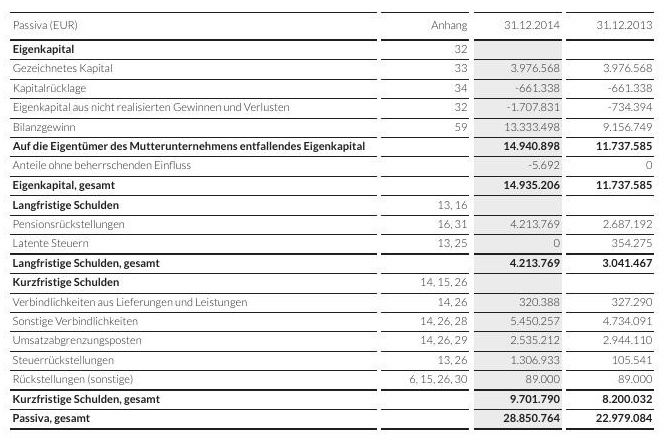 Passiva (EUR) Anhang 31.12.2014 31.12.2013
Eigenkapital 32
Gezeichnetes Kapital 33 3.976.568 3.976.568
Kapitalrücklage 34 -661.338 -661.338
Eigenkapital aus nicht realisierten Gewinnen und Verlusten 32 -1.707.831 -734.394
Bilanzgewinn 59 13.333.498 9.156.749
Auf die Eigentümer des Mutterunternehmens entfallendes Eigenkapital 14.940.898 11.737.585
Anteile ohne beherrschenden Einfluss -5.692 0
Eigenkapital, gesamt 14.935.206 11.737.585
Langfristige Schulden 13, 16
Pensionsrückstellungen 16, 31 4.213.769 2.687.192
Latente Steuern 13, 25 0 354.275
Langfristige Schulden, gesamt 4.213.769 3.041.467
Kurzfristige Schulden 14, 15, 26
Verbindlichkeiten aus Lieferungen und Leistungen 14, 26 320.388 327.290
Sonstige Verbindlichkeiten 14, 26, 28 5.450.257 4.734.091
Umsatzabgrenzungsposten 14, 26, 29 2.535.212 2.944.110
Steuerrückstellungen 13, 26 1.306.933 105.541
Rückstellungen (sonstige) 6, 15, 26, 30 89.000 89.000
Kurzfristige Schulden, gesamt 9.701.790 8.200.032
Passiva, gesamt 28.850.764 22.979.084